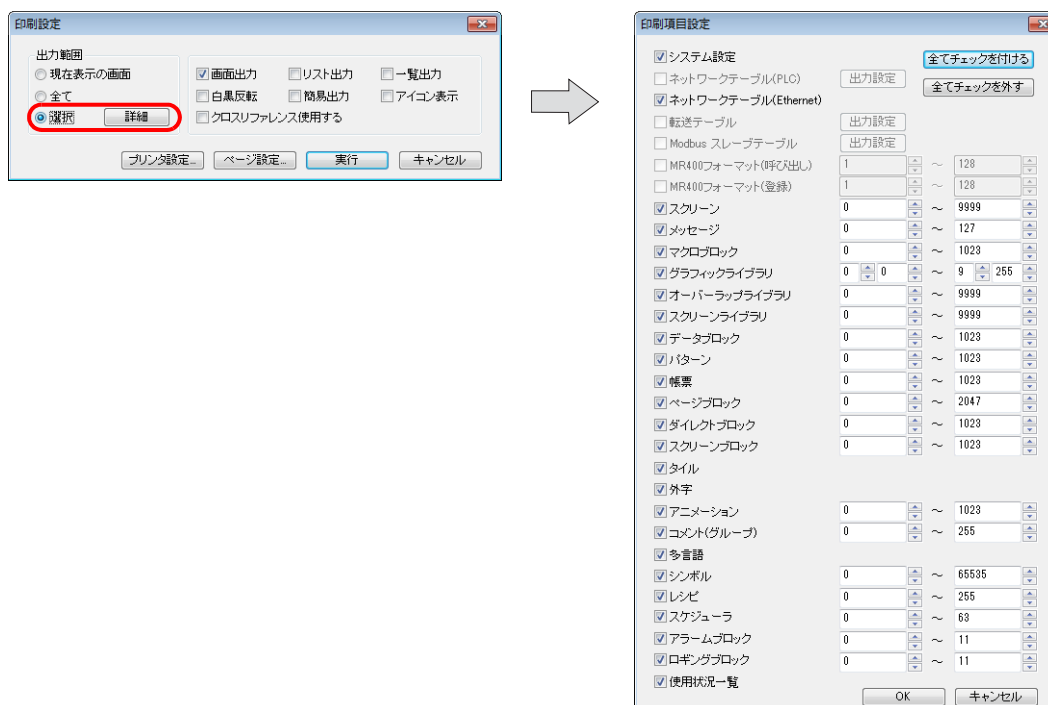 印刷設定
出力範囲
現在表示の画面
全て
選択 詳細
画面出力 リスト出力 一覧出力
白黒反転 簡易出力 アイコン表示
クロスリファレンス使用する
プリンタ設定... ページ設定... 実行 キャンセル
印刷項目設定
システム設定 全てチェックを付ける
ネットワークテーブル(PLC) 出力設定 全てチェックを外す
ネットワークテーブル(Ethernet)
転送テーブル 出力設定
Modbus スレーブテーブル 出力設定
MR400フォーマット(呼び出し) 1 ～ 128
MR400フォーマット(登録) 1 ～ 128
スクリーン 0 ～ 9999
メッセージ 0 ～ 127
マクロブロック 0 ～ 1023
グラフィックライブラリ 0 0 ～ 9 255
オーバーラップライブラリ 0 ～ 9999
スクリーンライブラリ 0 ～ 9999
データブロック 0 ～ 1023
パターン 0 ～ 1023
帳票 0 ～ 1023
ページブロック 0 ～ 2047
ダイレクトブロック 0 ～ 1023
スクリーンブロック 0 ～ 1023
タイル
外字
アニメーション 0 ～ 1023
コメント(グループ) 0 ～ 255
多言語
シンボル 0 ～ 65535
レシピ 0 ～ 255
スケジューラ 0 ～ 63
アラームブロック 0 ～ 11
ロギングブロック 0 ～ 11
使用状況一覧
OK キャンセル